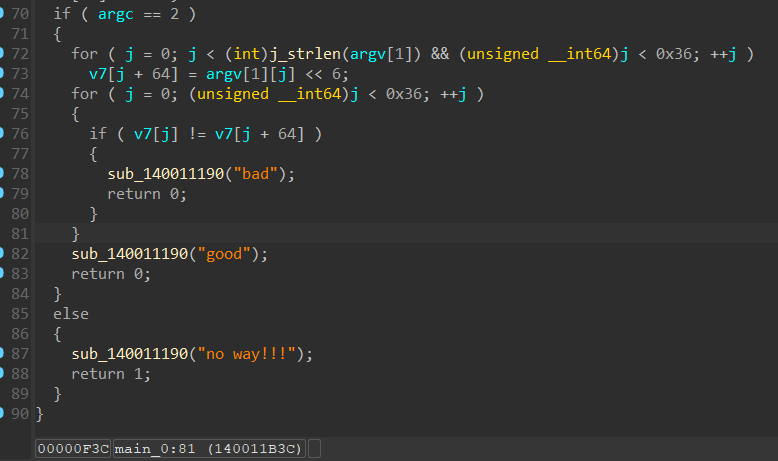 70 if ( argc == 2 )
71 {
72 for ( j = 0; j < (int)j_strlen(argv[1]) && (unsigned __int64)j < 0x36; ++j )
73 v7[j + 64] = argv[1][j] << 6;
74 for ( j = 0; (unsigned __int64)j < 0x36; ++j )
75 {
76 if ( v7[j] != v7[j + 64] )
77 {
78 sub_140011190("bad");
79 return 0;
80 }
81 }
82 sub_140011190("good");
83 return 0;
84 }
85 else
86 {
87 sub_140011190("no way!!!");
88 return 1;
89 }
90 }
00000F3C main_0:81 (140011B3C)